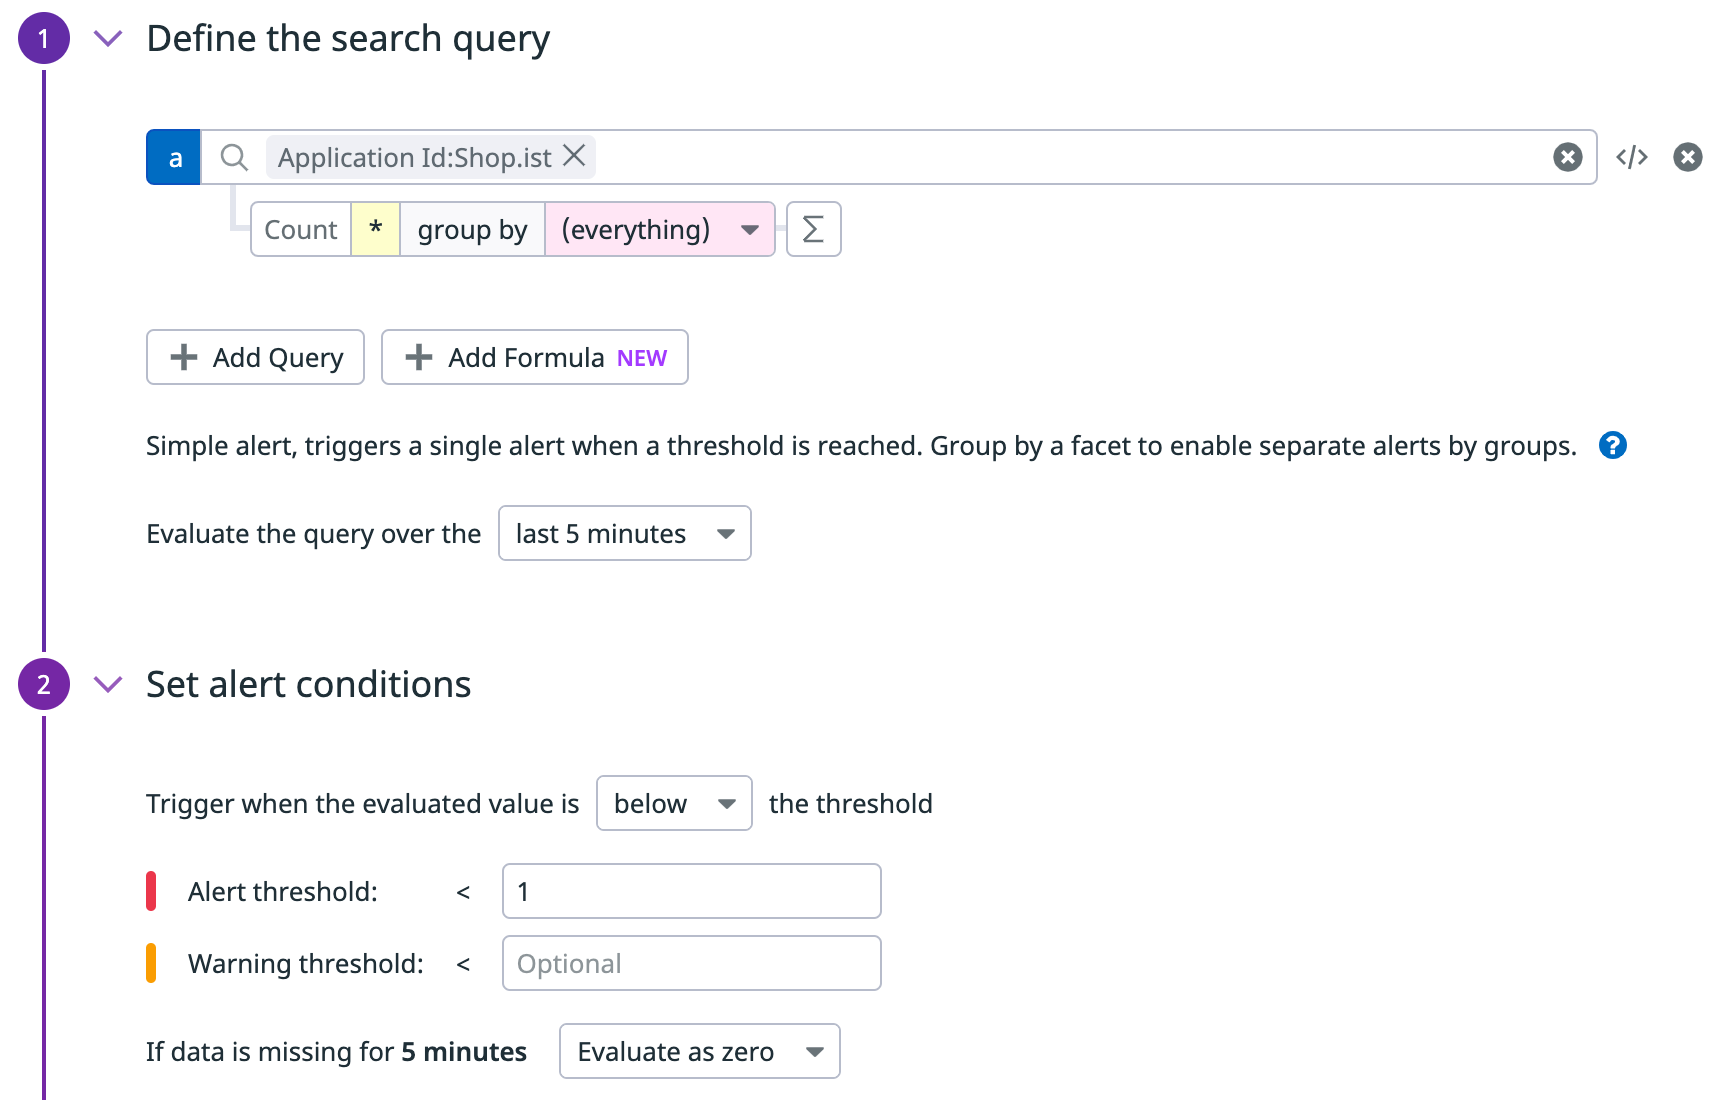 1 Define the search query
a Application Id:Shop.ist </>
Count * group by (everything) Σ
Add Query Add Formula NEW
Simple alert, triggers a single alert when a threshold is reached. Group by a facet to enable separate alerts by groups. ?
Evaluate the query over the last 5 minutes
2 Set alert conditions
Trigger when the evaluated value is below the threshold
Alert threshold: < 1
Warning threshold: < Optional
If data is missing for 5 minutes Evaluate as zero